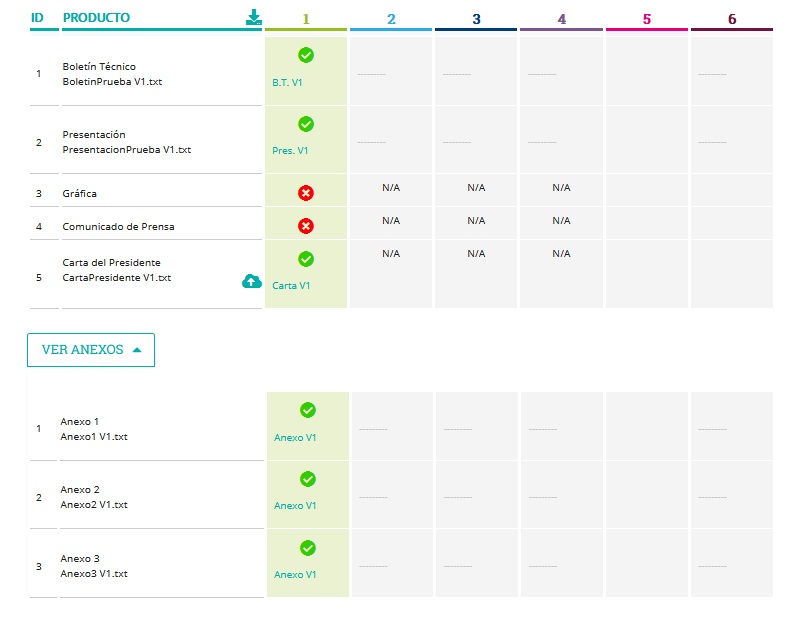 ID PRODUCTO 1 2 3 4 5 6
1 Boletín Técnico
BoletinPrueba V1.txt
B.T. V1 ---------- ---------- ---------- ----------
2 Presentación
PresentacionPrueba V1.txt
Pres. V1 ---------- ---------- ---------- ----------
3 Gráfica N/A N/A N/A
4 Comunicado de Prensa N/A N/A N/A
5 Carta del Presidente N/A N/A N/A
CartaPresidente V1.txt
Carta V1
VER ANEXOS
1 Anexo 1
Anexo1 V1.txt
Anexo V1 ---------- ---------- ---------- ----------
2 Anexo 2
Anexo2 V1.txt
Anexo V1 ---------- ---------- ---------- ----------
3 Anexo 3
Anexo3 V1.txt
Anexo V1 ---------- ---------- ---------- ----------